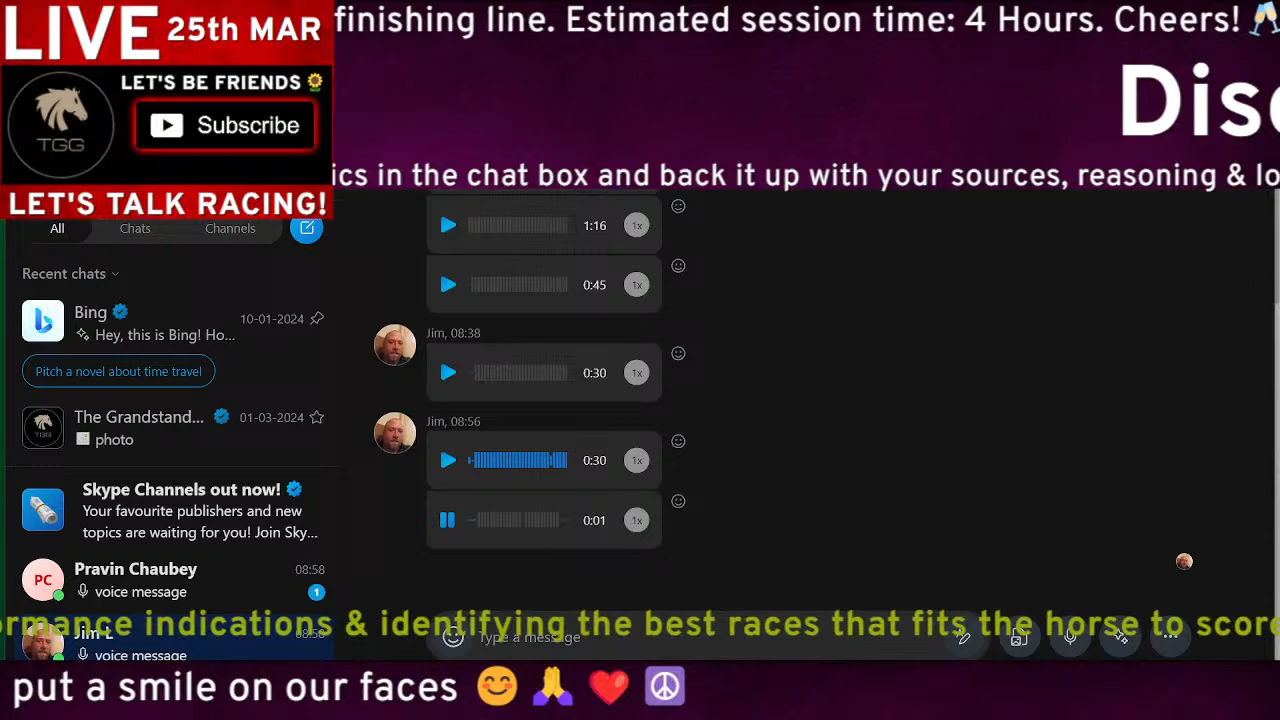 LIVE 25th MAR
finishing line. Estimated session time: 4 Hours. Cheers! 🥂
LET'S BE FRIENDS 🌻
Subscribe
TGG
Disc
ics in the chat box and back it up with your sources, reasoning & lo
LET'S TALK RACING!
All
Chats
Channels
Recent chats
Bing
10-01-2024
Hey, this is Bing! Ho...
Pitch a novel about time travel
The Grandstand...
01-03-2024
photo
TGG
Skype Channels out now!
Your favourite publishers and new
topics are waiting for you! Join Sky...
PC
Pravin Chaubey
08:58
voice message
1
Jim L
voice message
1:16
1x
0:45
1x
Jim, 08:38
0:30
1x
Jim, 08:56
0:30
1x
0:01
1x
Type a message
ormance indications & identifying the best races that fits the horse to score
put a smile on our faces 😊 🙏 ❤️ ☮️